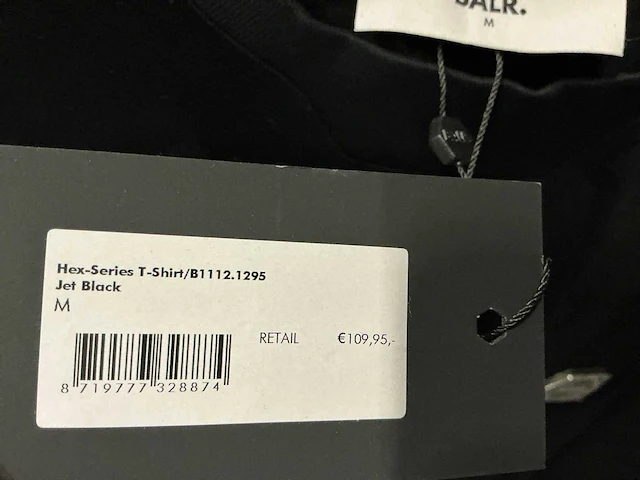 BALR.
M
Hex-Series T-Shirt/B1112.1295
Jet Black
M
RETAIL €109,95,-
8 719777 328874